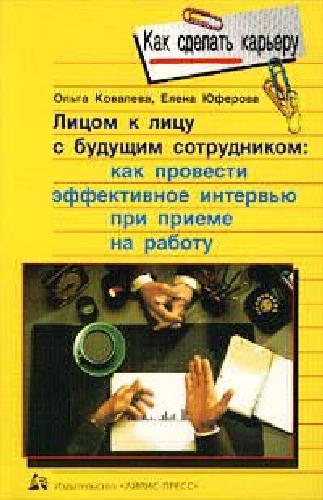 Как сделать карьеру
Ольга Ковалева, Елена Юферова
Лицом к лицу
с будущим сотрудником:
как провести
эффективное интервью
при приеме
на работу
Издательство «АЙРИС-ПРЕСС»